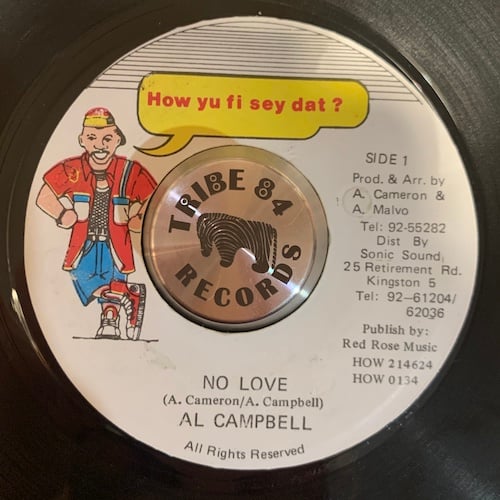 How yu fi sey dat ?
TRIBE 84
RECORDS
SIDE 1
Prod. & Arr. by
A. Cameron &
A. Malvo
Tel: 92-55282
Dist By
Sonic Sound
25 Retirement Rd.
Kingston 5
Tel: 92-61204/
62036
Publish by:
Red Rose Music
HOW 214624
HOW 0134
NO LOVE
(A. Cameron/A. Campbell)
AL CAMPBELL
All Rights Reserved